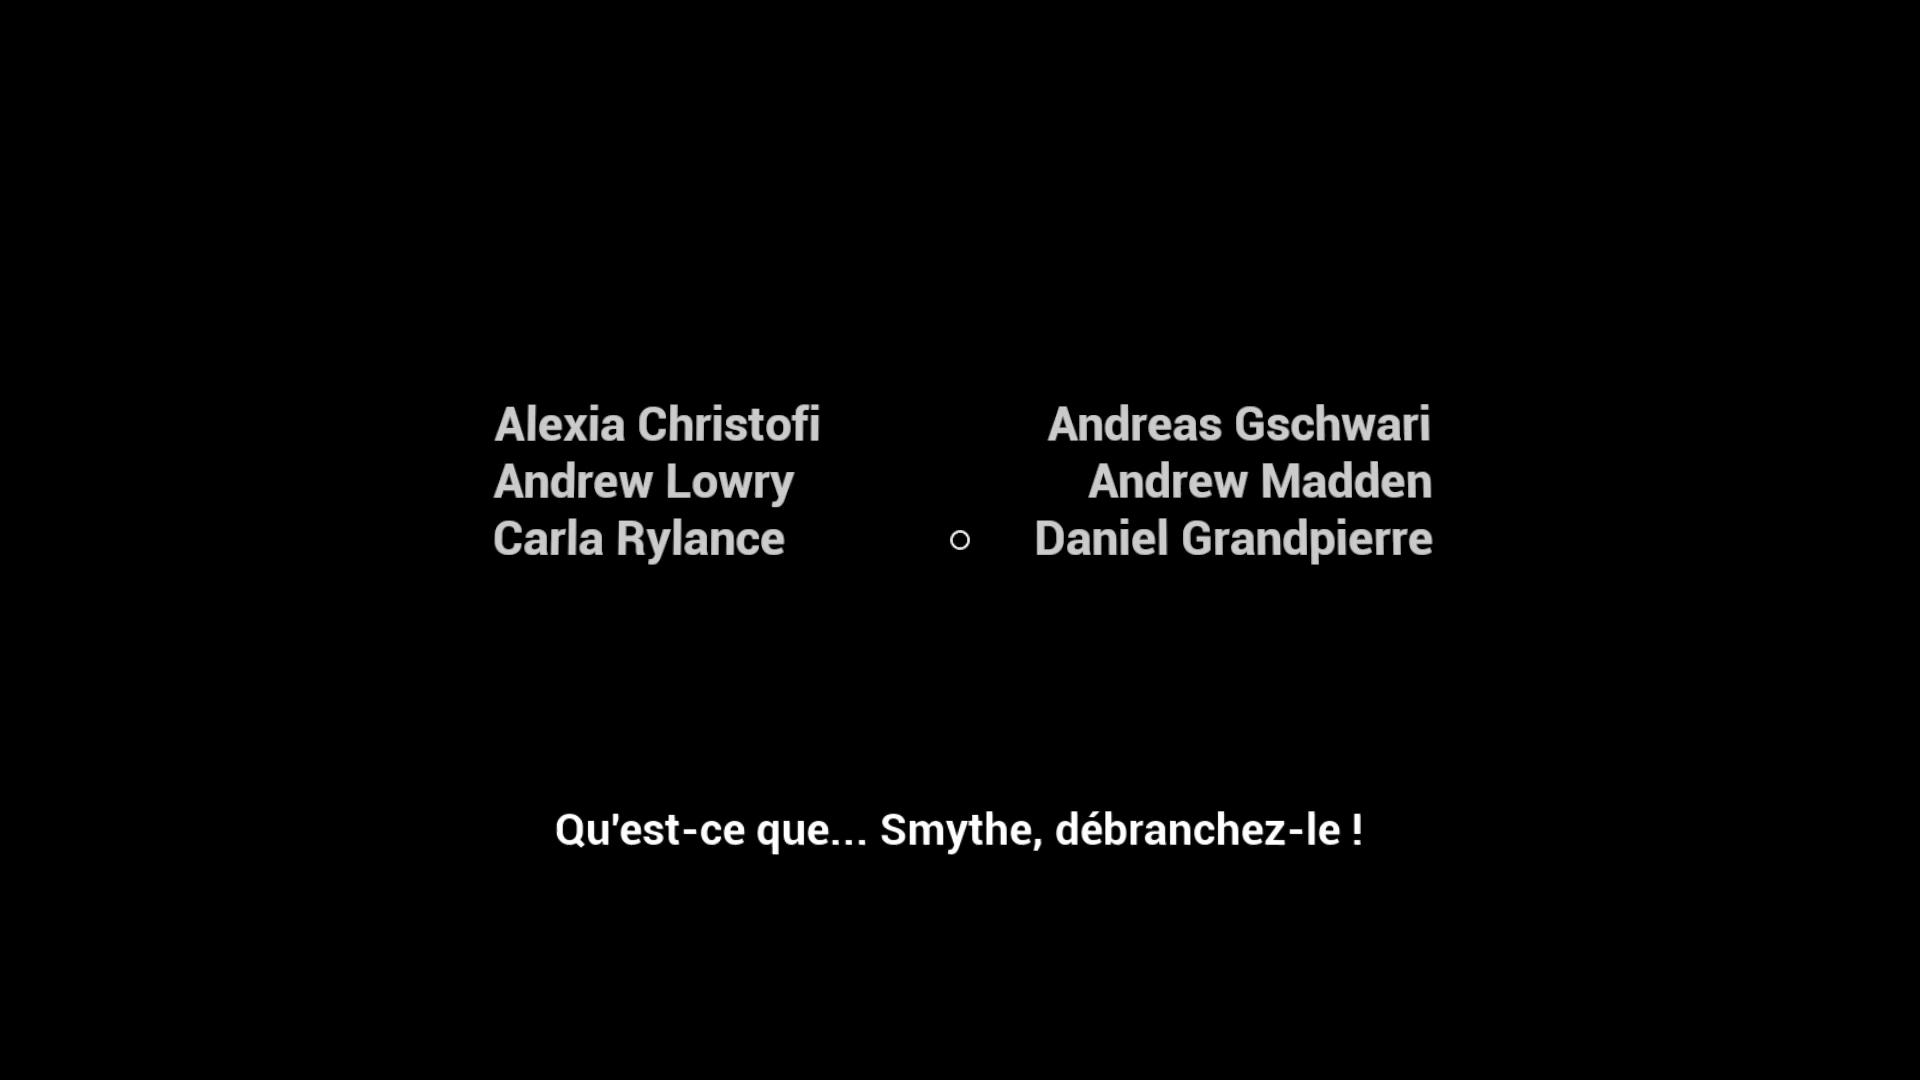 Alexia Christofi
Andrew Lowry
Carla Rylance
Andreas Gschwari
Andrew Madden
Daniel Grandpierre
Qu'est-ce que... Smythe, débranchez-le !